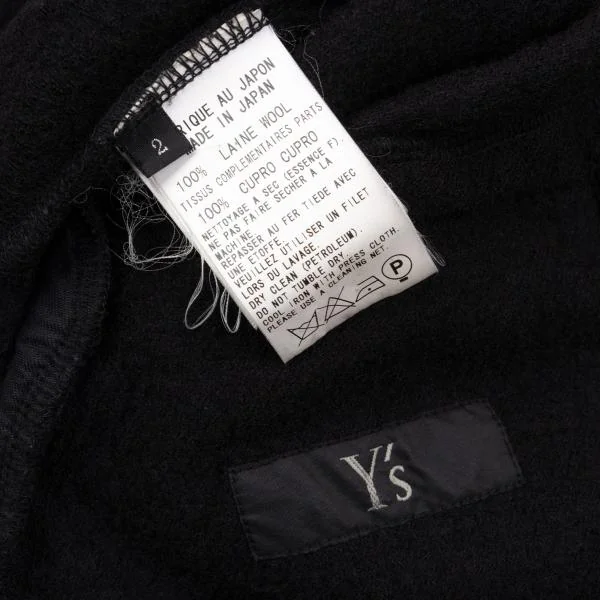 2
RIQUE AU JAPON
MADE IN JAPAN
100% LAINE WOOL
TISSUS COMPLEMENTAIRES PARTS
100% CUPRO CUPRO
NETTOYAGE A SEC (ESSENCE F).
NE PAS FAIRE SÉCHER À LA
MACHINE.
REPASSER AU FER TIEDE AVEC
UNE ETOFFE.
VEUILLEZ UTILISER UN FILET
LORS DU LAVAGE.
DRY CLEAN (PETROLEUM).
DO NOT TUMBLE DRY.
COOL IRON WITH PRESS CLOTH.
PLEASE USE A CLEANING NET.
P
Y's